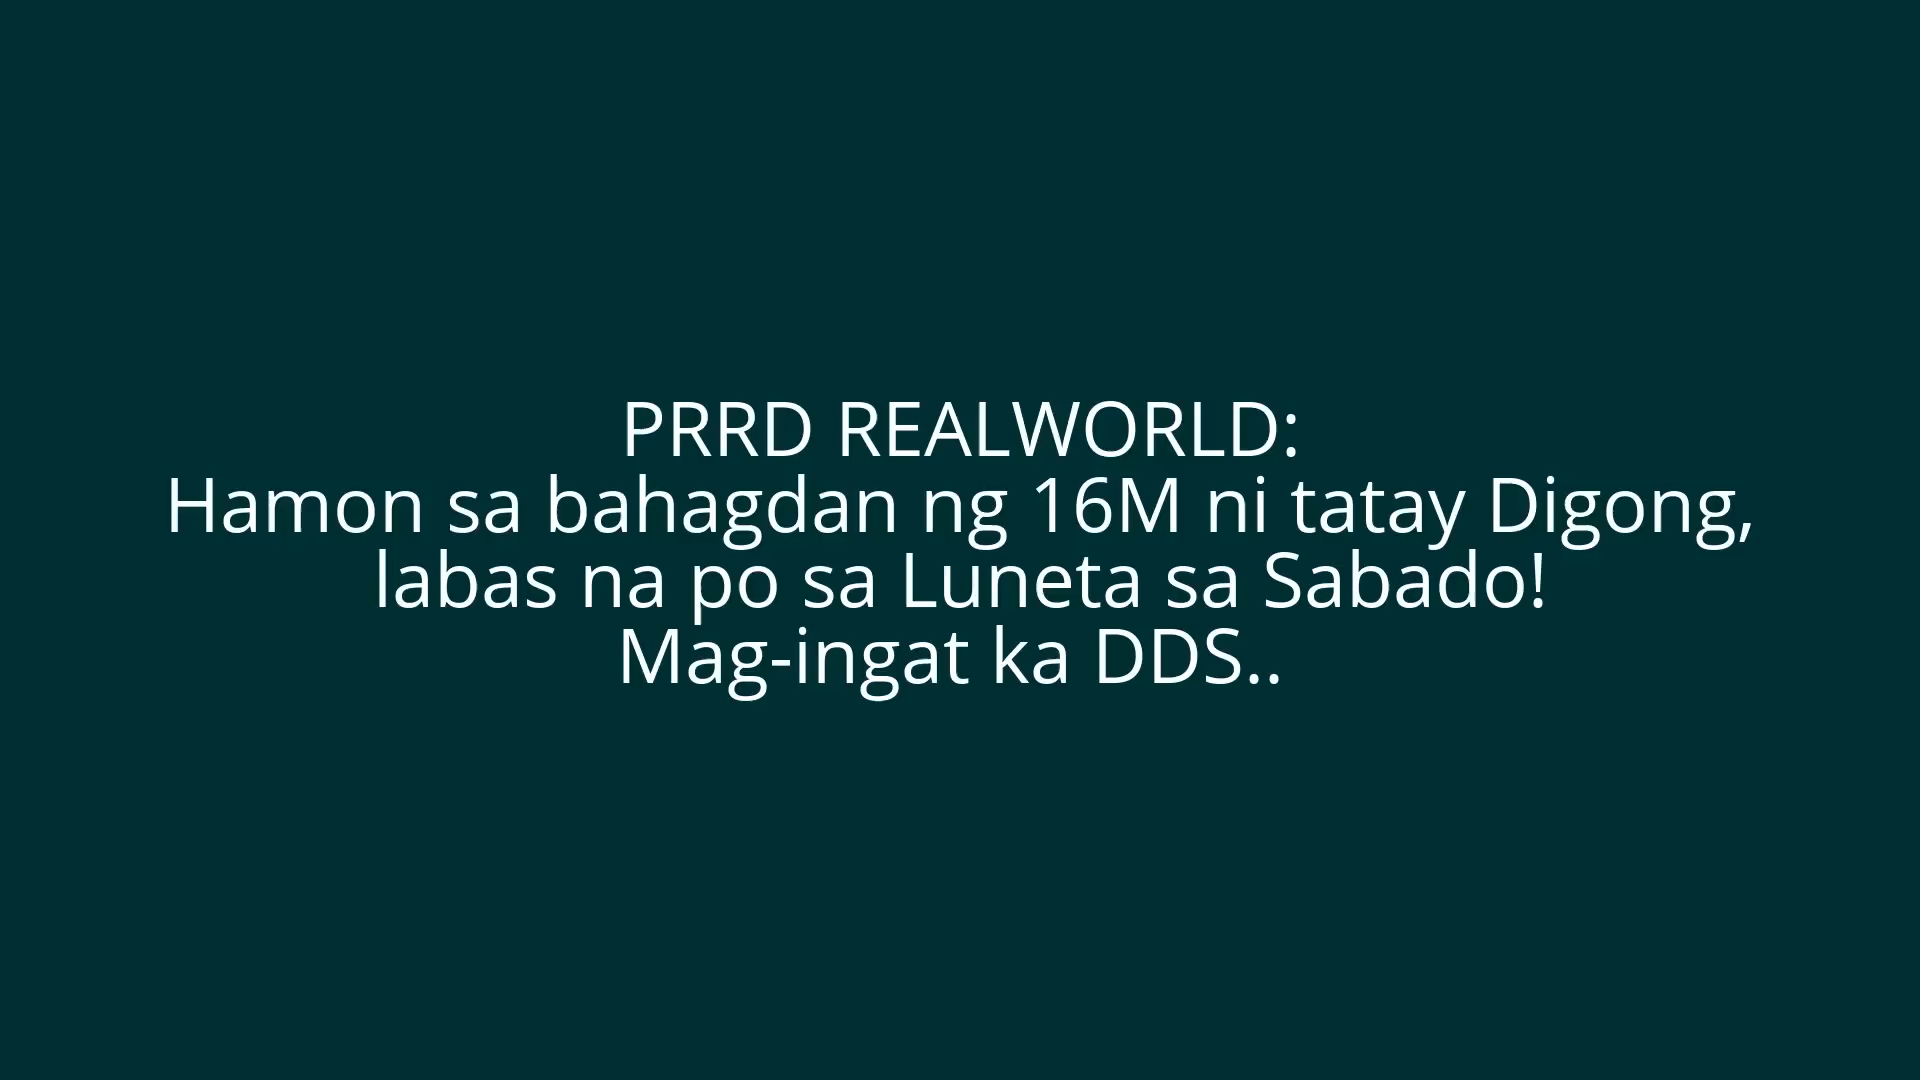 PRRD REALWORLD:
Hamon sa bahagdan ng 16M ni tatay Digong,
labas na po sa Luneta sa Sabado!
Mag-ingat ka DDS..